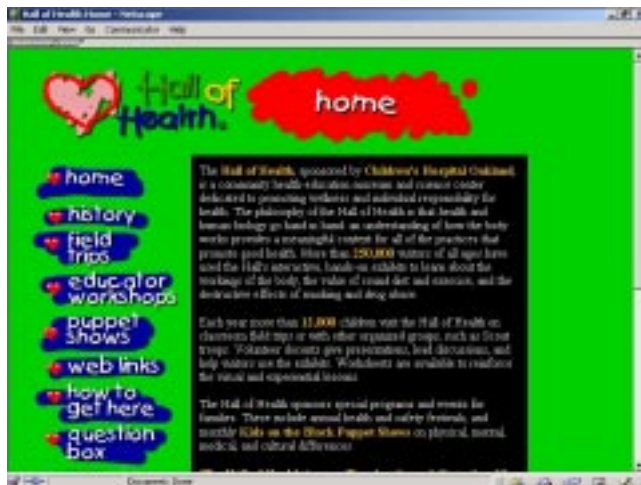 Hall of Health Home - Netscape
File Edit View Go Communicator Help
Hall of
Health.
home
home
history
field
trips
educator
workshops
puppet
shows
web links
how to
get here
question
box
The Hall of Health, sponsored by Children's Hospital Oakland,
is a community health-education museum and science center
dedicated to promoting wellness and individual responsibility for
health. The philosophy of the Hall of Health is that health and
human biology go hand in hand: an understanding of how the body
works provides a meaningful context for all of the practices that
promote good health. More than 250,000 visitors of all ages have
used the Hall's interactive, hands-on exhibits to learn about the
workings of the body, the value of sound diet and exercise, and the
destructive effects of smoking and drug abuse.
Each year more than 15,000 children visit the Hall of Health on
classroom field trips or with other organized groups, such as Scout
troops. Volunteer docents give presentations, lead discussions, and
help visitors use the exhibits. Worksheets are available to reinforce
the visual and experiential lessons.
The Hall of Health sponsors special programs and events for
families. These include annual health and safety festivals, and
monthly Kids on the Block Puppet Shows on physical, mental,
medical, and cultural differences.
Document: Done